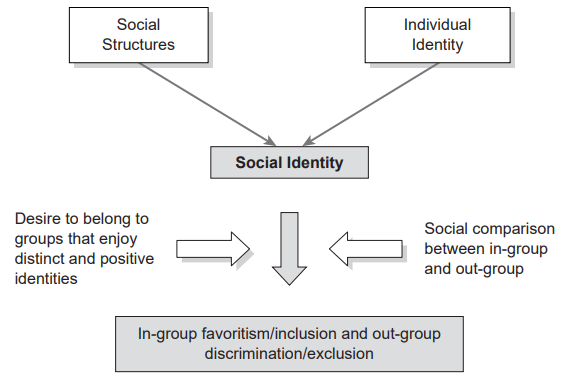 Social
Structures
Individual
Identity
Social Identity
Desire to belong to
groups that enjoy
distinct and positive
identities
Social comparison
between in-group
and out-group
In-group favoritism/inclusion and out-group
discrimination/exclusion